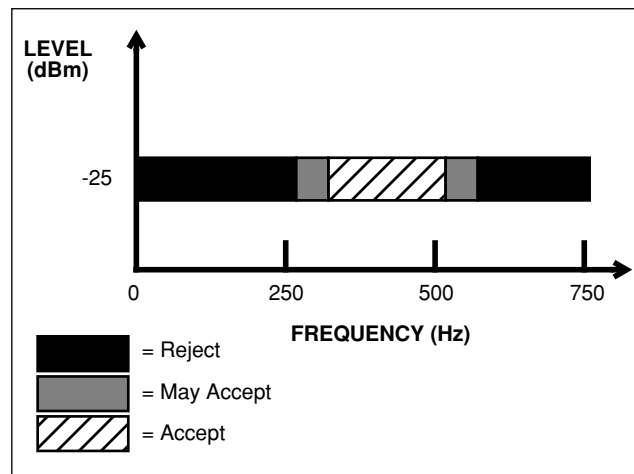 LEVEL
(dBm)
-25
0 250 500 750
FREQUENCY (Hz)
= Reject
= May Accept
= Accept